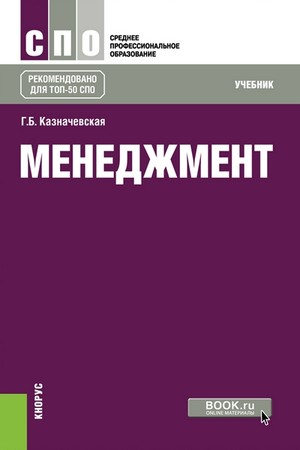 СПО
СРЕДНЕЕ
ПРОФЕССИОНАЛЬНОЕ
ОБРАЗОВАНИЕ
РЕКОМЕНДОВАНО
ДЛЯ ТОП-50 СПО
УЧЕБНИК
Г.Б. Казначевская
МЕНЕДЖМЕНТ
КНОРУС
BOOK.ru
ONLINE МАТЕРИАЛЫ